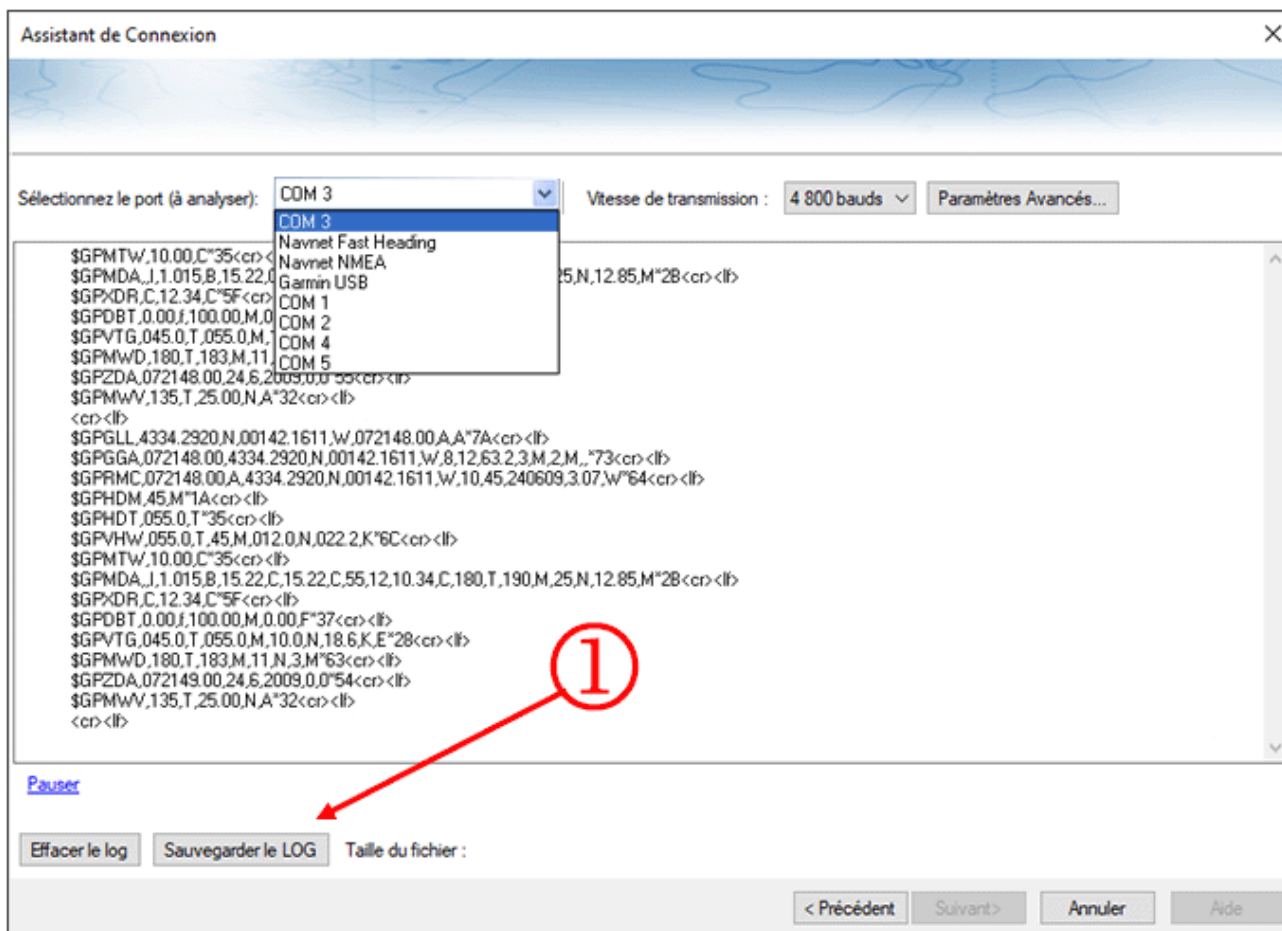 Assistant de Connexion
Sélectionnez le port (à analyser): COM 3 Vitesse de transmission : 4 800 bauds Paramètres Avancés...
COM 3
Navnet Fast Heading
Navnet NMEA
Garmin USB
COM 1
COM 2
COM 4
COM 5
$GPMTW,10.00,C*35<cr><
$GPMDA,,I,1.015,B,15.22, 25,N,12.85,M*2B<cr><lf>
$GPXDR,C,12.34,C*5F<cr>
$GPDBT,0.00,f,100.00,M,0
$GPVTG,045.0,T,055.0,M,
$GPMWD,180,T,183,M,11,
$GPZDA,072148.00,24,6,2009,0,0*55<cr><lf>
$GPMWV,135,T,25.00,N,A*32<cr><lf>
<cr><lf>
$GPGLL,4334.2920,N,00142.1611,W,072148.00,A,A*7A<cr><lf>
$GPGGA,072148.00,4334.2920,N,00142.1611,W,8,12,63.2,3,M,2,M,,*73<cr><lf>
$GPRMC,072148.00,A,4334.2920,N,00142.1611,W,10,45,240609,3.07,W*64<cr><lf>
$GPHDM,45,M*1A<cr><lf>
$GPHDT,055.0,T*35<cr><lf>
$GPVHW,055.0,T,45,M,012.0,N,022.2,K*6C<cr><lf>
$GPMTW,10.00,C*35<cr><lf>
$GPMDA,,I,1.015,B,15.22,C,15.22,C,55,12,10.34,C,180,T,190,M,25,N,12.85,M*2B<cr><lf>
$GPXDR,C,12.34,C*5F<cr><lf>
$GPDBT,0.00,f,100.00,M,0.00,F*37<cr><lf>
$GPVTG,045.0,T,055.0,M,10.0,N,18.6,K,E*28<cr><lf>
$GPMWD,180,T,183,M,11,N,3,M*63<cr><lf>
$GPZDA,072149.00,24,6,2009,0,0*54<cr><lf>
$GPMWV,135,T,25.00,N,A*32<cr><lf>
<cr><lf>
①
Pauser
Effacer le log Sauvegarder le LOG Taille du fichier :
< Précédent Suivant> Annuler Aide